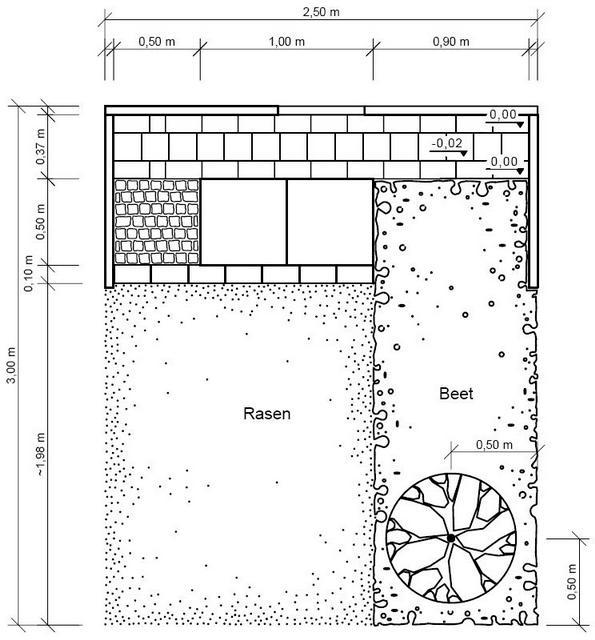 2,50 m
0,50 m
1,00 m
0,90 m
0,00
0,37 m
-0,02
0,00
0,50 m
0,10 m
3,00 m
Beet
Rasen
0,50 m
~1,98 m
0,50 m